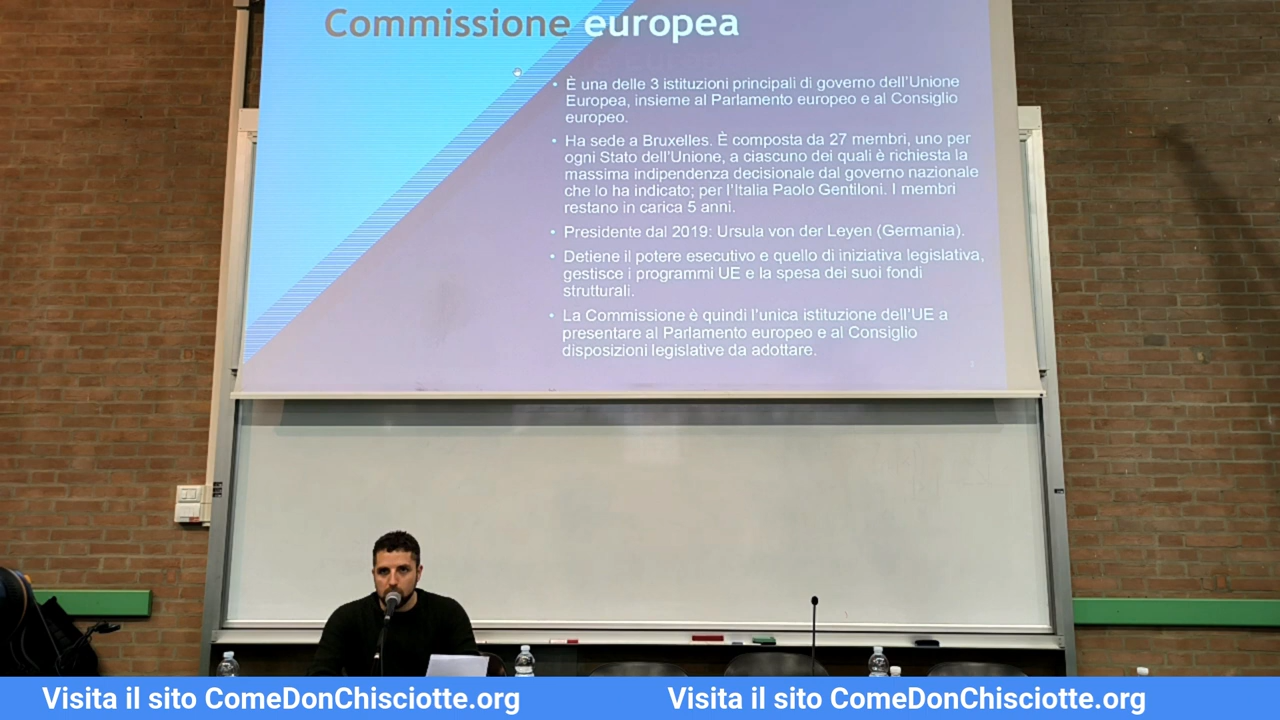 Commissione europea
• È una delle 3 istituzioni principali di governo dell'Unione
Europea, insieme al Parlamento europeo e al Consiglio
europeo.
• Ha sede a Bruxelles. È composta da 27 membri, uno per
ogni Stato dell'Unione, a ciascuno dei quali è richiesta la
massima indipendenza decisionale dal governo nazionale
che lo ha indicato; per l'Italia Paolo Gentiloni. I membri
restano in carica 5 anni.
• Presidente dal 2019: Ursula von der Leyen (Germania).
• Detiene il potere esecutivo e quello di iniziativa legislativa,
gestisce i programmi UE e la spesa dei suoi fondi
strutturali.
• La Commissione è quindi l'unica istituzione dell'UE a
presentare al Parlamento europeo e al Consiglio
disposizioni legislative da adottare.
Visita il sito ComeDonChisciotte.org
Visita il sito ComeDonChisciotte.org